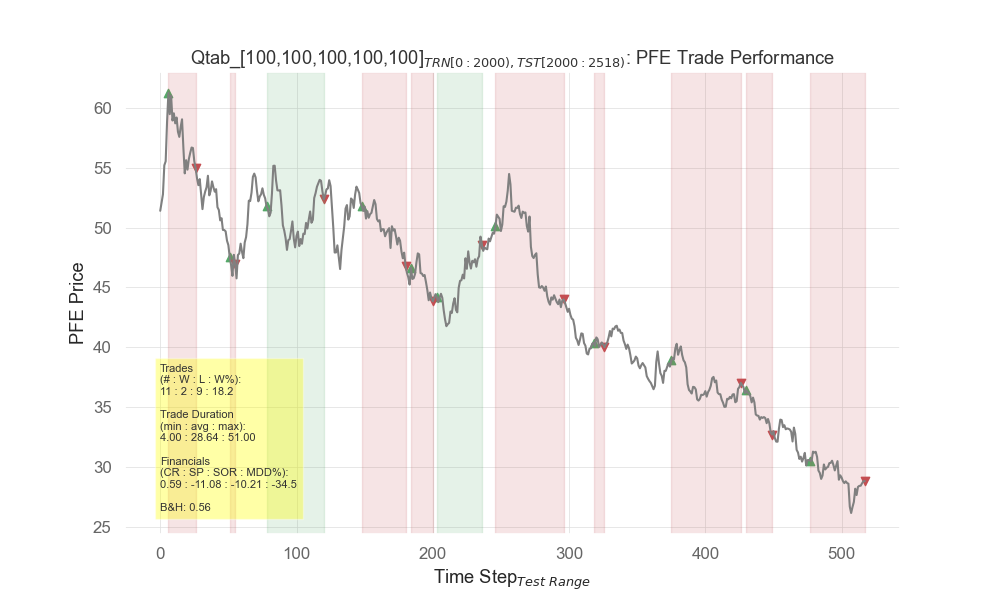 Qtab_[100,100,100,100,100]TRN[0 : 2000), TST[2000 : 2518): PFE Trade Performance
PFE Price
60
55
50
45
40
35
30
25
Trades
(# : W : L : W%):
11 : 2 : 9 : 18.2
Trade Duration
(min : avg : max):
4.00 : 28.64 : 51.00
Financials
(CR : SP : SOR : MDD%):
0.59 : -11.08 : -10.21 : -34.5
B&H: 0.56
0 100 200 300 400 500
Time StepTest Range